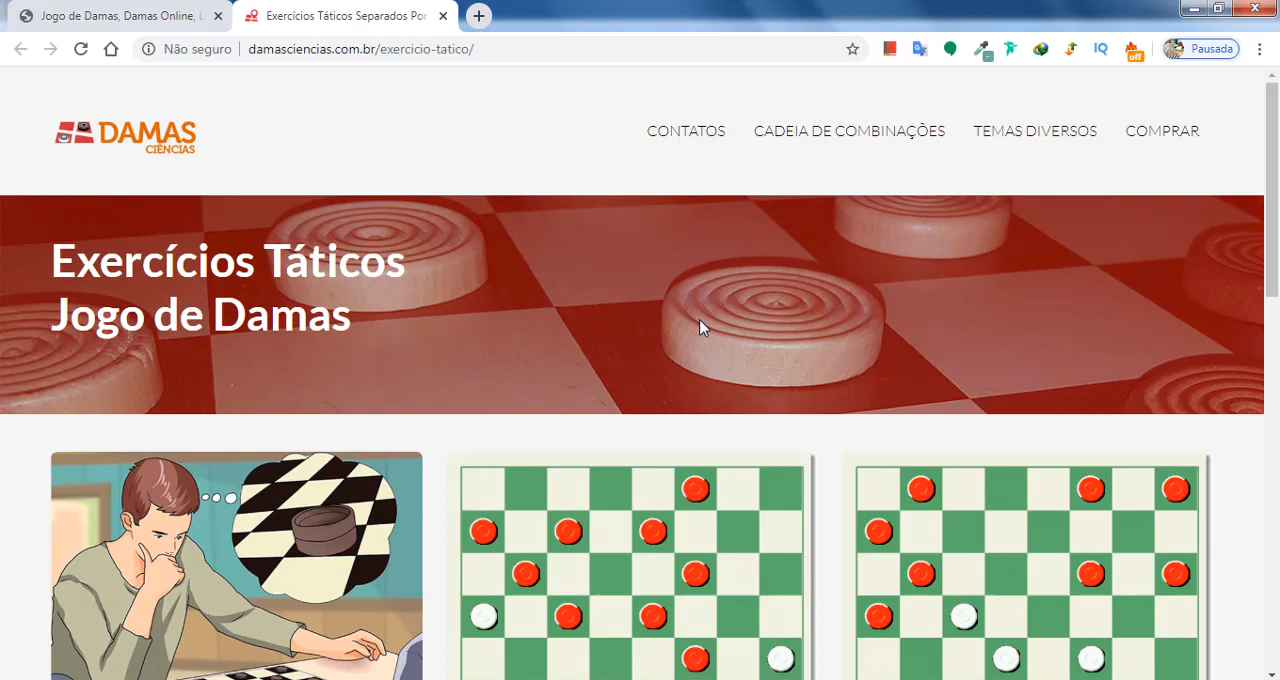 Jogo de Damas, Damas Online, L
Exercícios Táticos Separados Por
Não seguro
damasciencias.com.br/exercicio-tatico/
IQ
off
Pausada
DAMAS
CIÊNCIAS
CONTATOS
CADEIA DE COMBINAÇÕES
TEMAS DIVERSOS
COMPRAR
Exercícios Táticos
Jogo de Damas